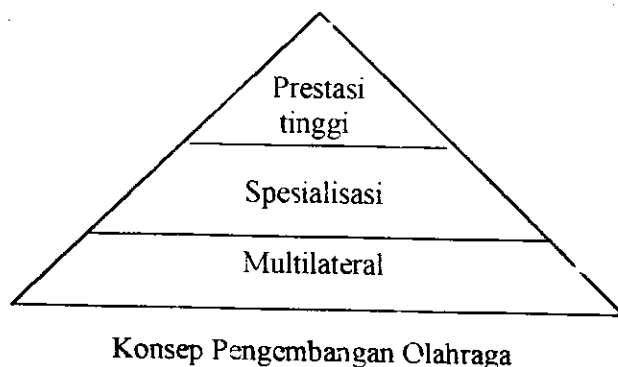 Prestasi
tinggi
Spesialisasi
Multilateral
Konsep Pengembangan Olahraga